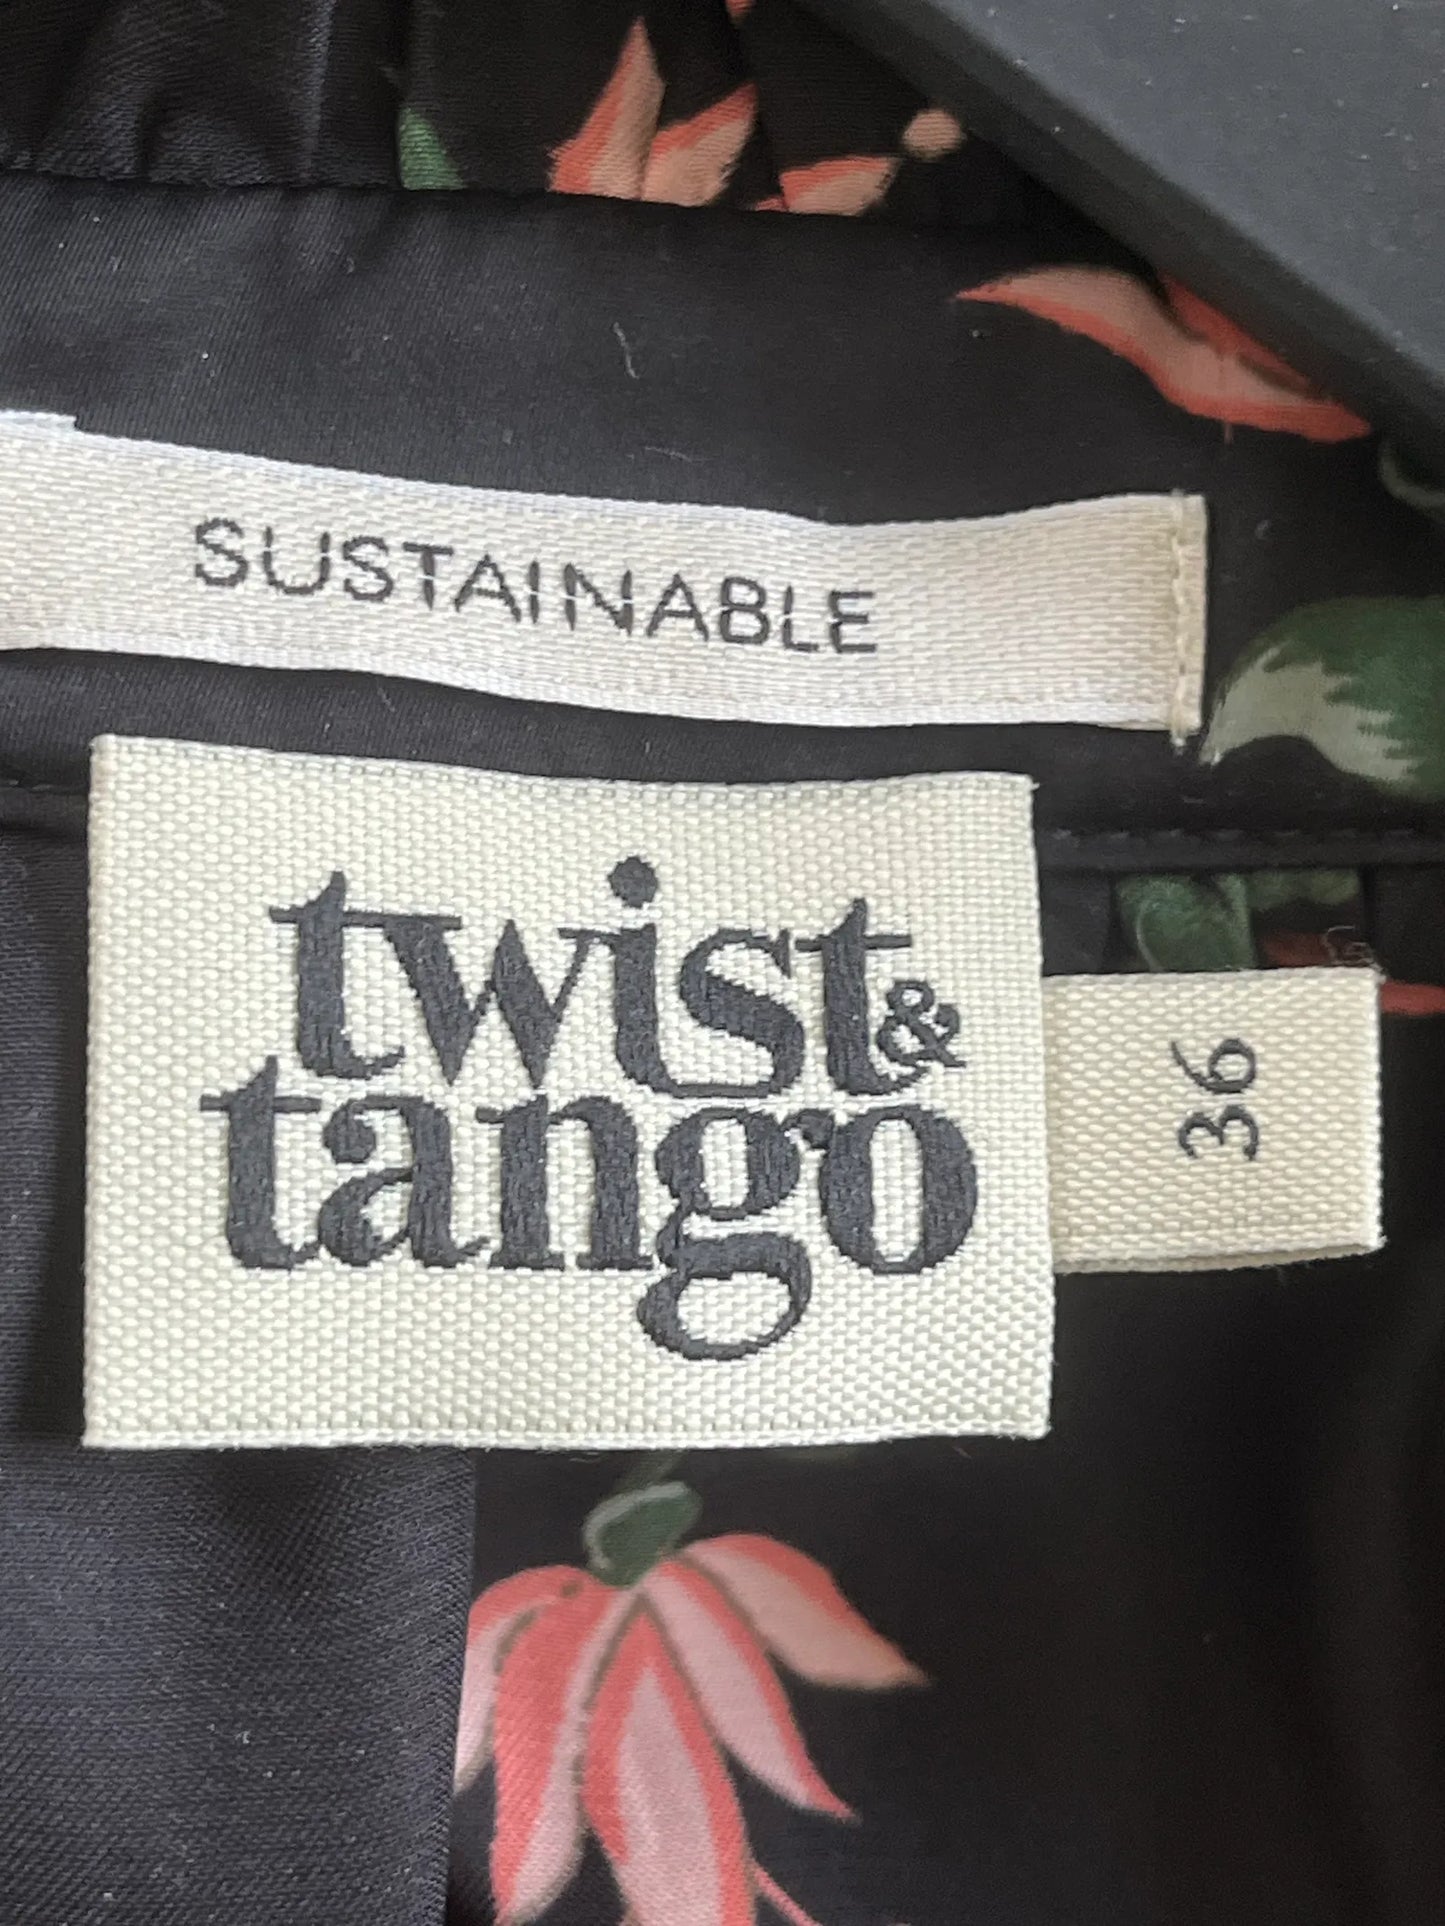 SUSTAINABLE
twist &
tango
36